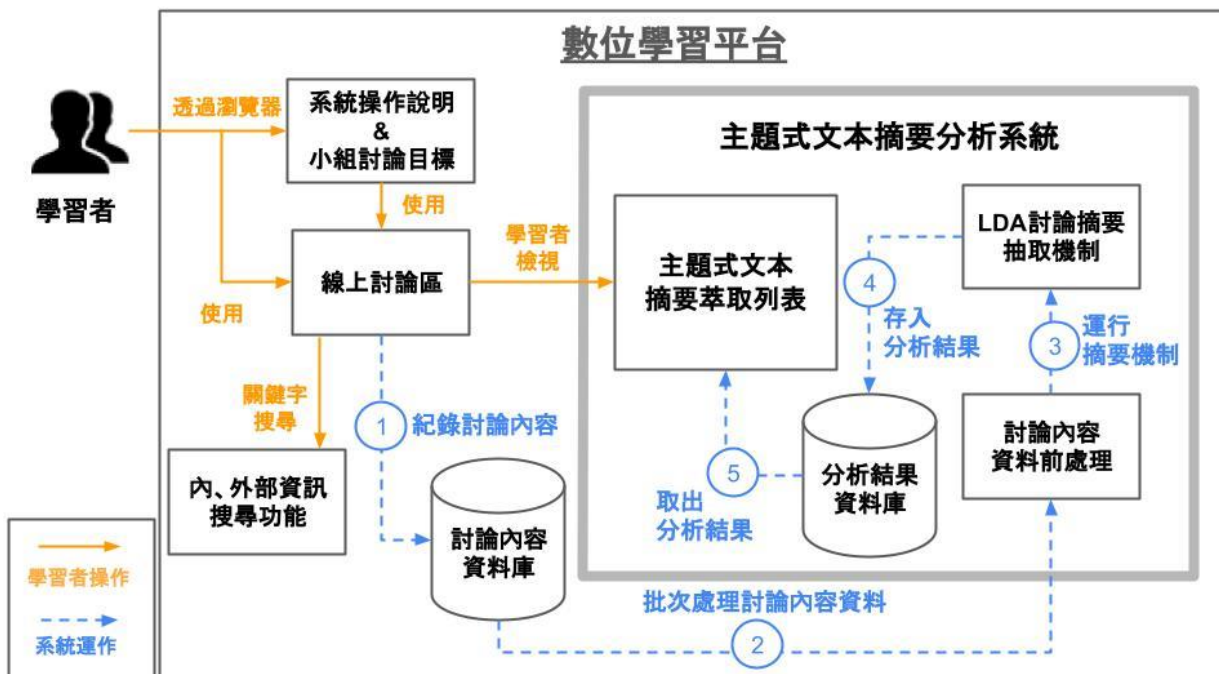 數位學習平台
學習者
透過瀏覽器
系統操作說明
&
小組討論目標
使用
使用
線上討論區
學習者
檢視
關鍵字
搜尋
內、外部資訊
搜尋功能
1
紀錄討論內容
討論內容
資料庫
主題式文本摘要分析系統
主題式文本
摘要萃取列表
LDA討論摘要
抽取機制
4
存入
分析結果
3
運行
摘要機制
討論內容
資料前處理
分析結果
資料庫
5
取出
分析結果
批次處理討論內容資料
2
學習者操作
系統運作